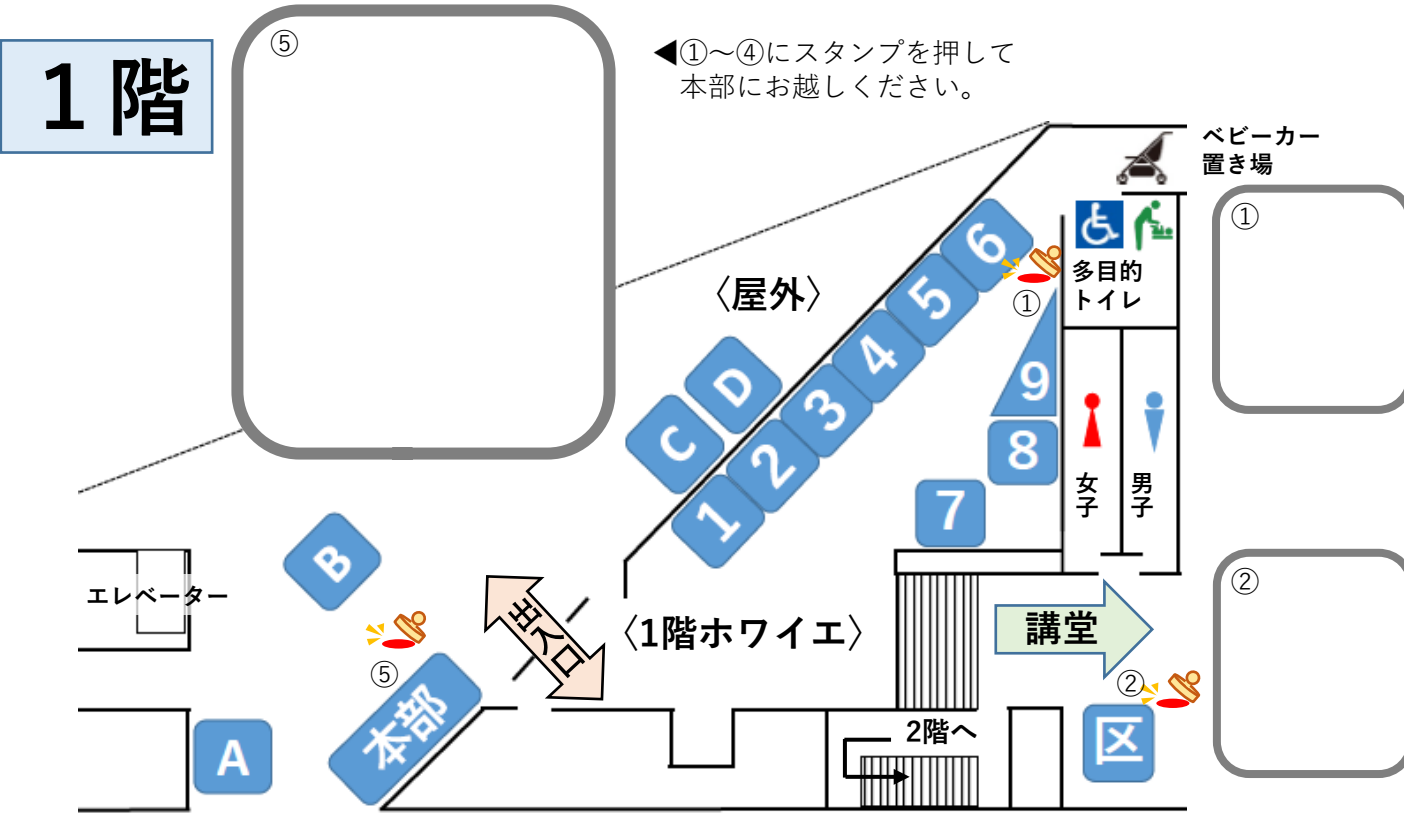 1階
⑤
◀①～④にスタンプを押して
本部にお越しください。
ベビーカー
置き場
①
6
多目的
トイレ
〈屋外〉
5
①
4
D
9
3
C
8
2
女子
男子
1
7
B
②
エレベーター
出入口
〈1階ホワイエ〉
講堂
⑤
②
本部
2階へ
区
A